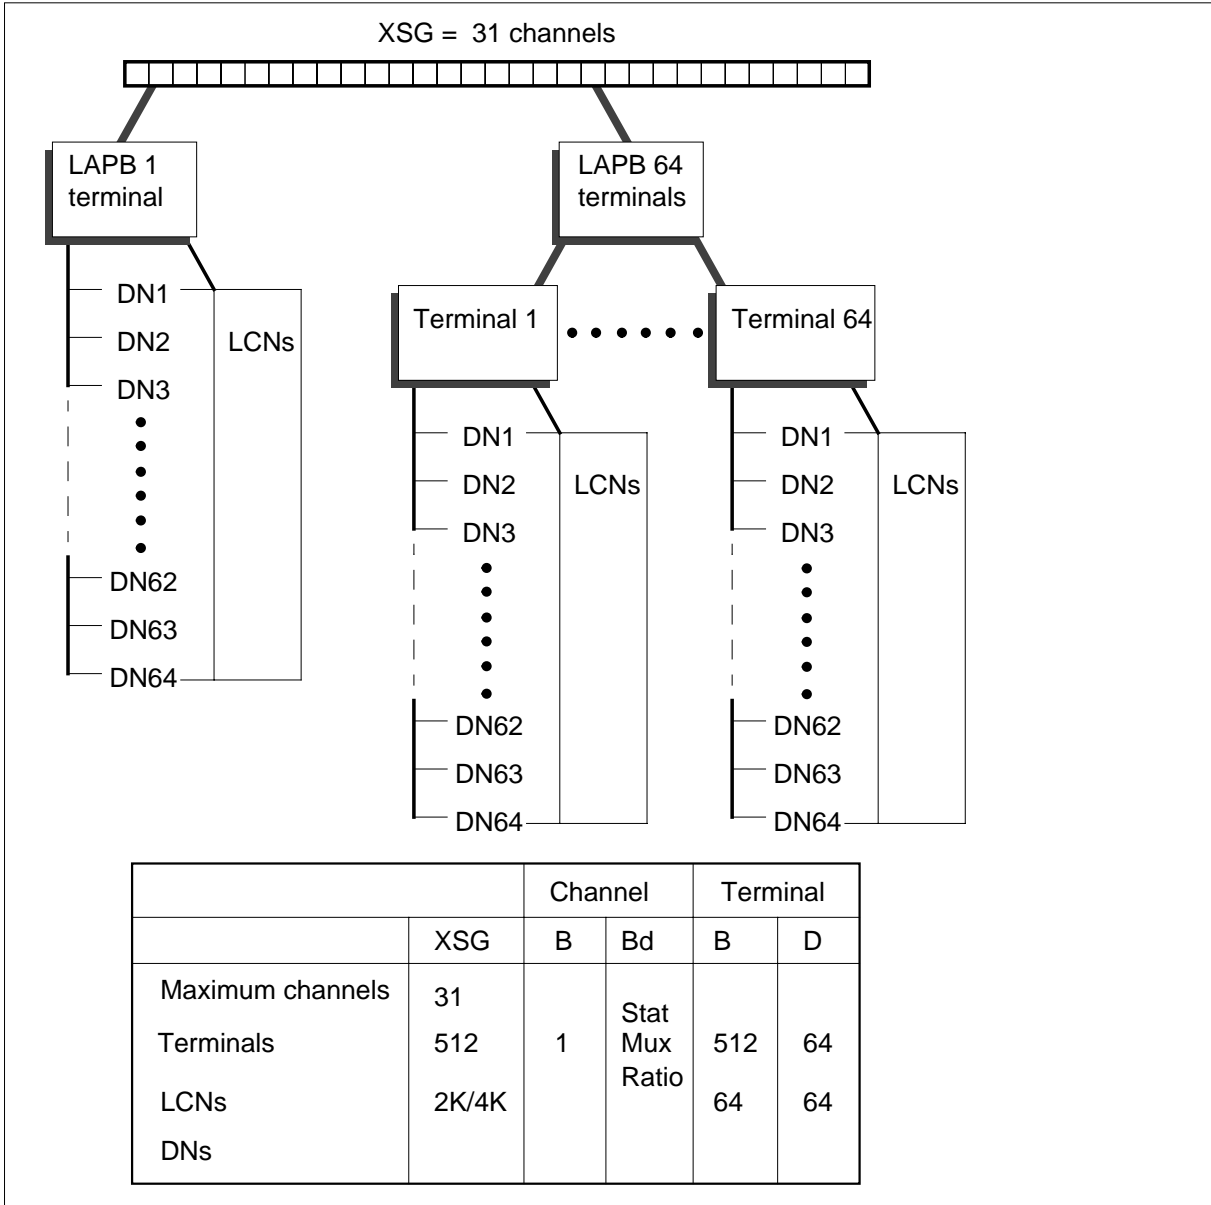 XSG = 31 channels
LAPB 1
terminal
LAPB 64
terminals
DN1
DN2
DN3
DN62
DN63
DN64
LCNs
Terminal 1
Terminal 64
DN1
DN2
DN3
DN62
DN63
DN64
LCNs
DN1
DN2
DN3
DN62
DN63
DN64
LCNs
Channel Terminal
XSG B Bd B D
Maximum channels 31
Stat
Terminals 512 1 Mux 512 64
Ratio
LCNs 2K/4K 64 64
DNs